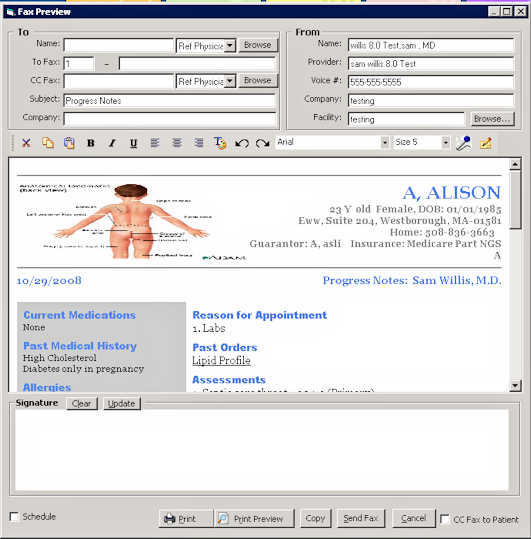 Fax Preview
To
Name: Ref Physicia Browse
To Fax: 1 –
CC Fax: Ref Physicia Browse
Subject: Progress Notes
Company:
From
Name: willis 8.0 Test,sam , MD
Provider: sam willis 8.0 Test
Voice #: 555-555-5555
Company: testing
Facility: testing Browse...
B I U Arial Size 5
Anatomical landmarks
(back view)
A, ALISON
23 Y old Female, DOB: 01/01/1985
Eww, Suite 204, Westborough, MA-01581
Home: 508-836-3663
Guarantor: A, asli Insurance: Medicare Part NGS
A
ADAM
10/29/2008 Progress Notes: Sam Willis, M.D.
Current Medications
None
Past Medical History
High Cholesterol
Diabetes only in pregnancy
Allergies
Reason for Appointment
1. Labs
Past Orders
Lipid Profile
Assessments
Signature Clear Update
Schedule Print Print Preview Copy Send Fax Cancel CC Fax to Patient